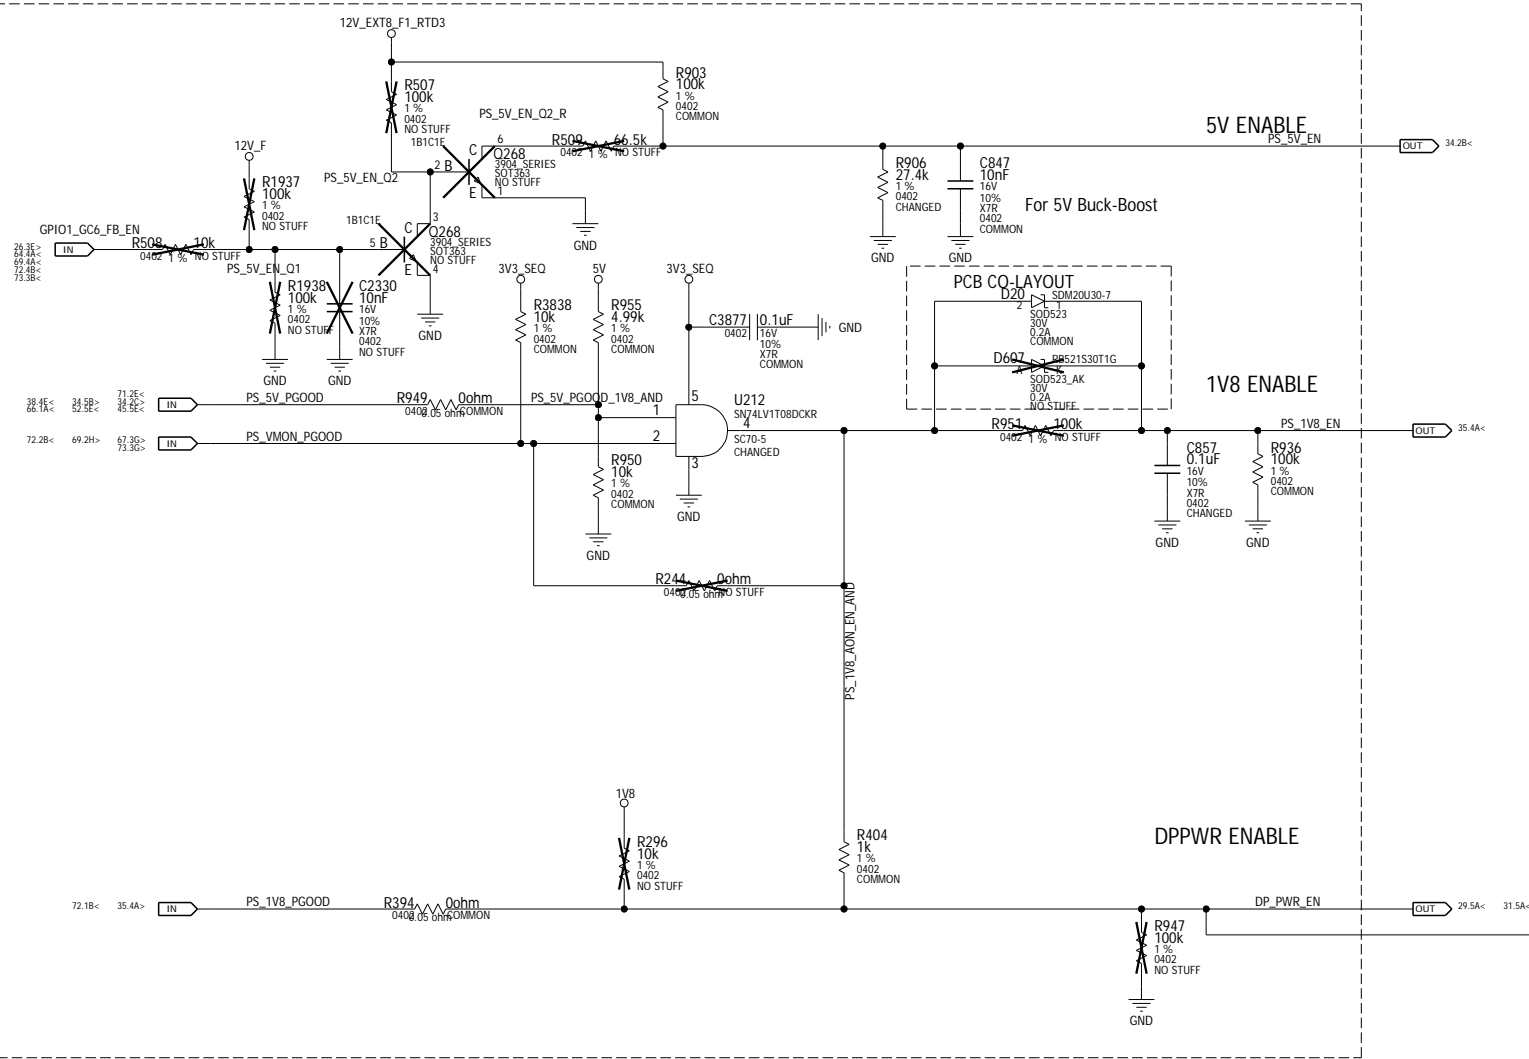 12V_EXT8_F1_RTD3
R507
100k
1 %
0402
NO STUFF
R903
100k
1 %
0402
COMMON
PS_5V_EN_Q2_R
1B1C1E
6
C
2 B
Q268
3904_SERIES
SOT363
NO STUFF
E
1
R509 66.5k
0402 1 % NO STUFF
GND
5V ENABLE
PS_5V_EN
OUT
34.2B<
R906
27.4k
1 %
0402
CHANGED
GND
C847
10nF
16V
10%
X7R
0402
COMMON
GND
For 5V Buck-Boost
12V_F
R1937
100k
1 %
0402
NO STUFF
PS_5V_EN_Q2
1B1C1E
3
C
5 B
Q268
3904_SERIES
SOT363
NO STUFF
E
4
GND
GPIO1_GC6_FB_EN
26.3E>
64.4A<
69.4A<
72.4B<
73.3B<
IN
R508 10k
0402 1 % NO STUFF
PS_5V_EN_Q1
R1938
100k
1 %
0402
NO STUFF
GND
C2330
10nF
16V
10%
X7R
0402
NO STUFF
GND
3V3_SEQ
R3838
10k
1 %
0402
COMMON
5V
R955
4.99k
1 %
0402
COMMON
3V3_SEQ
C3877 0.1uF
0402
16V
10%
X7R
COMMON
GND
PCB CO-LAYOUT
D20 SDM20U30-7
2 1
SOD523
30V
0.2A
COMMON
D607 RB521S30T1G
A K
SOD523_AK
30V
0.2A
NO STUFF
1V8 ENABLE
71.2E<
38.4E< 34.5B> 34.2C>
66.1A< 52.5E< 45.5E<
IN
PS_5V_PGOOD
R949 0ohm
0402 0.05 ohm COMMON
PS_5V_PGOOD_1V8_AND
72.2B< 69.2H> 67.3G>
73.3G>
IN
PS_VMON_PGOOD
5
1
2
4
3
U212
SN74LV1T08DCKR
SC70-5
CHANGED
GND
R950
10k
1 %
0402
COMMON
GND
R951 100k
0402 1 % NO STUFF
PS_1V8_EN
OUT
35.4A<
C857
0.1uF
16V
10%
X7R
0402
CHANGED
GND
R936
100k
1 %
0402
COMMON
GND
R244 0ohm
0402 0.05 ohm NO STUFF
PS_1V8_AON_EN_AND
1V8
R296
10k
1 %
0402
NO STUFF
R404
1k
1 %
0402
COMMON
DPPWR ENABLE
72.1B< 35.4A>
IN
PS_1V8_PGOOD
R394 0ohm
0402 0.05 ohm COMMON
DP_PWR_EN
OUT
29.5A< 31.5A<
R947
100k
1 %
0402
NO STUFF
GND